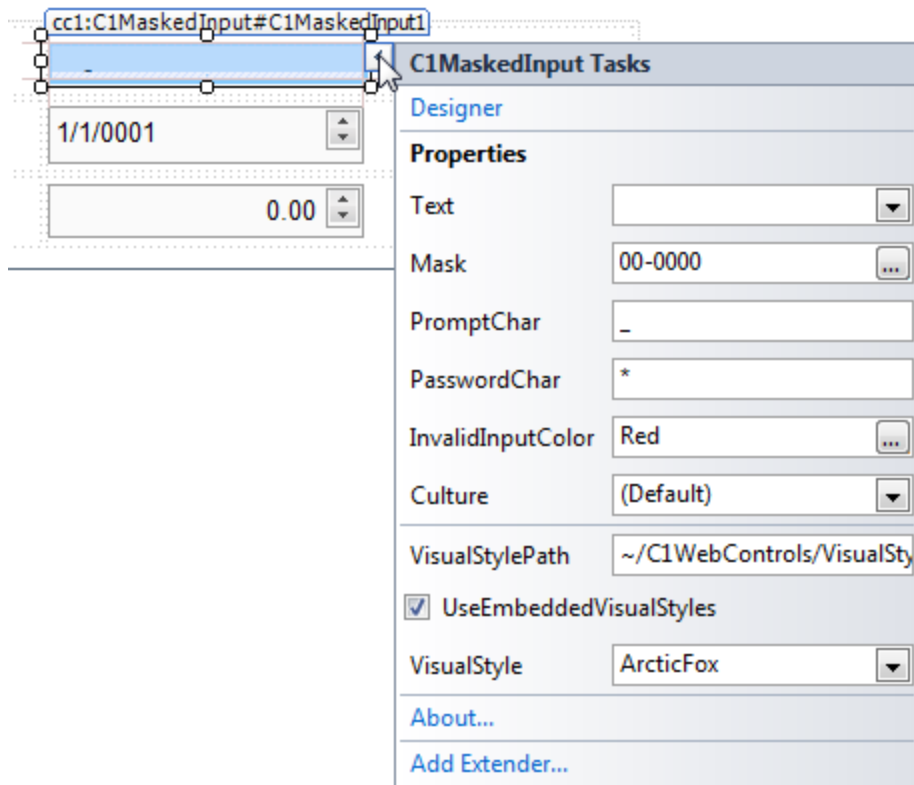 cc1:C1MaskedInput#C1MaskedInput1
_
C1MaskedInput Tasks
Designer
1/1/0001
Properties
Text
0.00
Mask 00-0000 ...
PromptChar _
PasswordChar *
InvalidInputColor Red ...
Culture (Default)
VisualStylePath ~/C1WebControls/VisualSty
UseEmbeddedVisualStyles
VisualStyle ArcticFox
About...
Add Extender...